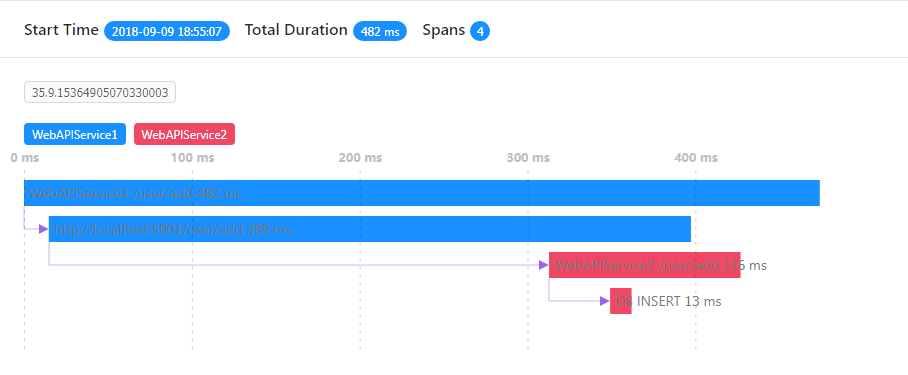 Start Time 2018-09-09 18:55:07 Total Duration 482 ms Spans 4
35.9.15364905070330003
WebAPIService1 WebAPIService2
0 ms 100 ms 200 ms 300 ms 400 ms
WebAPIService1 /user/add 482 ms
http://localhost:5001/user/add 389 ms
WebAPIService2 /user/add 116 ms
DB INSERT 13 ms